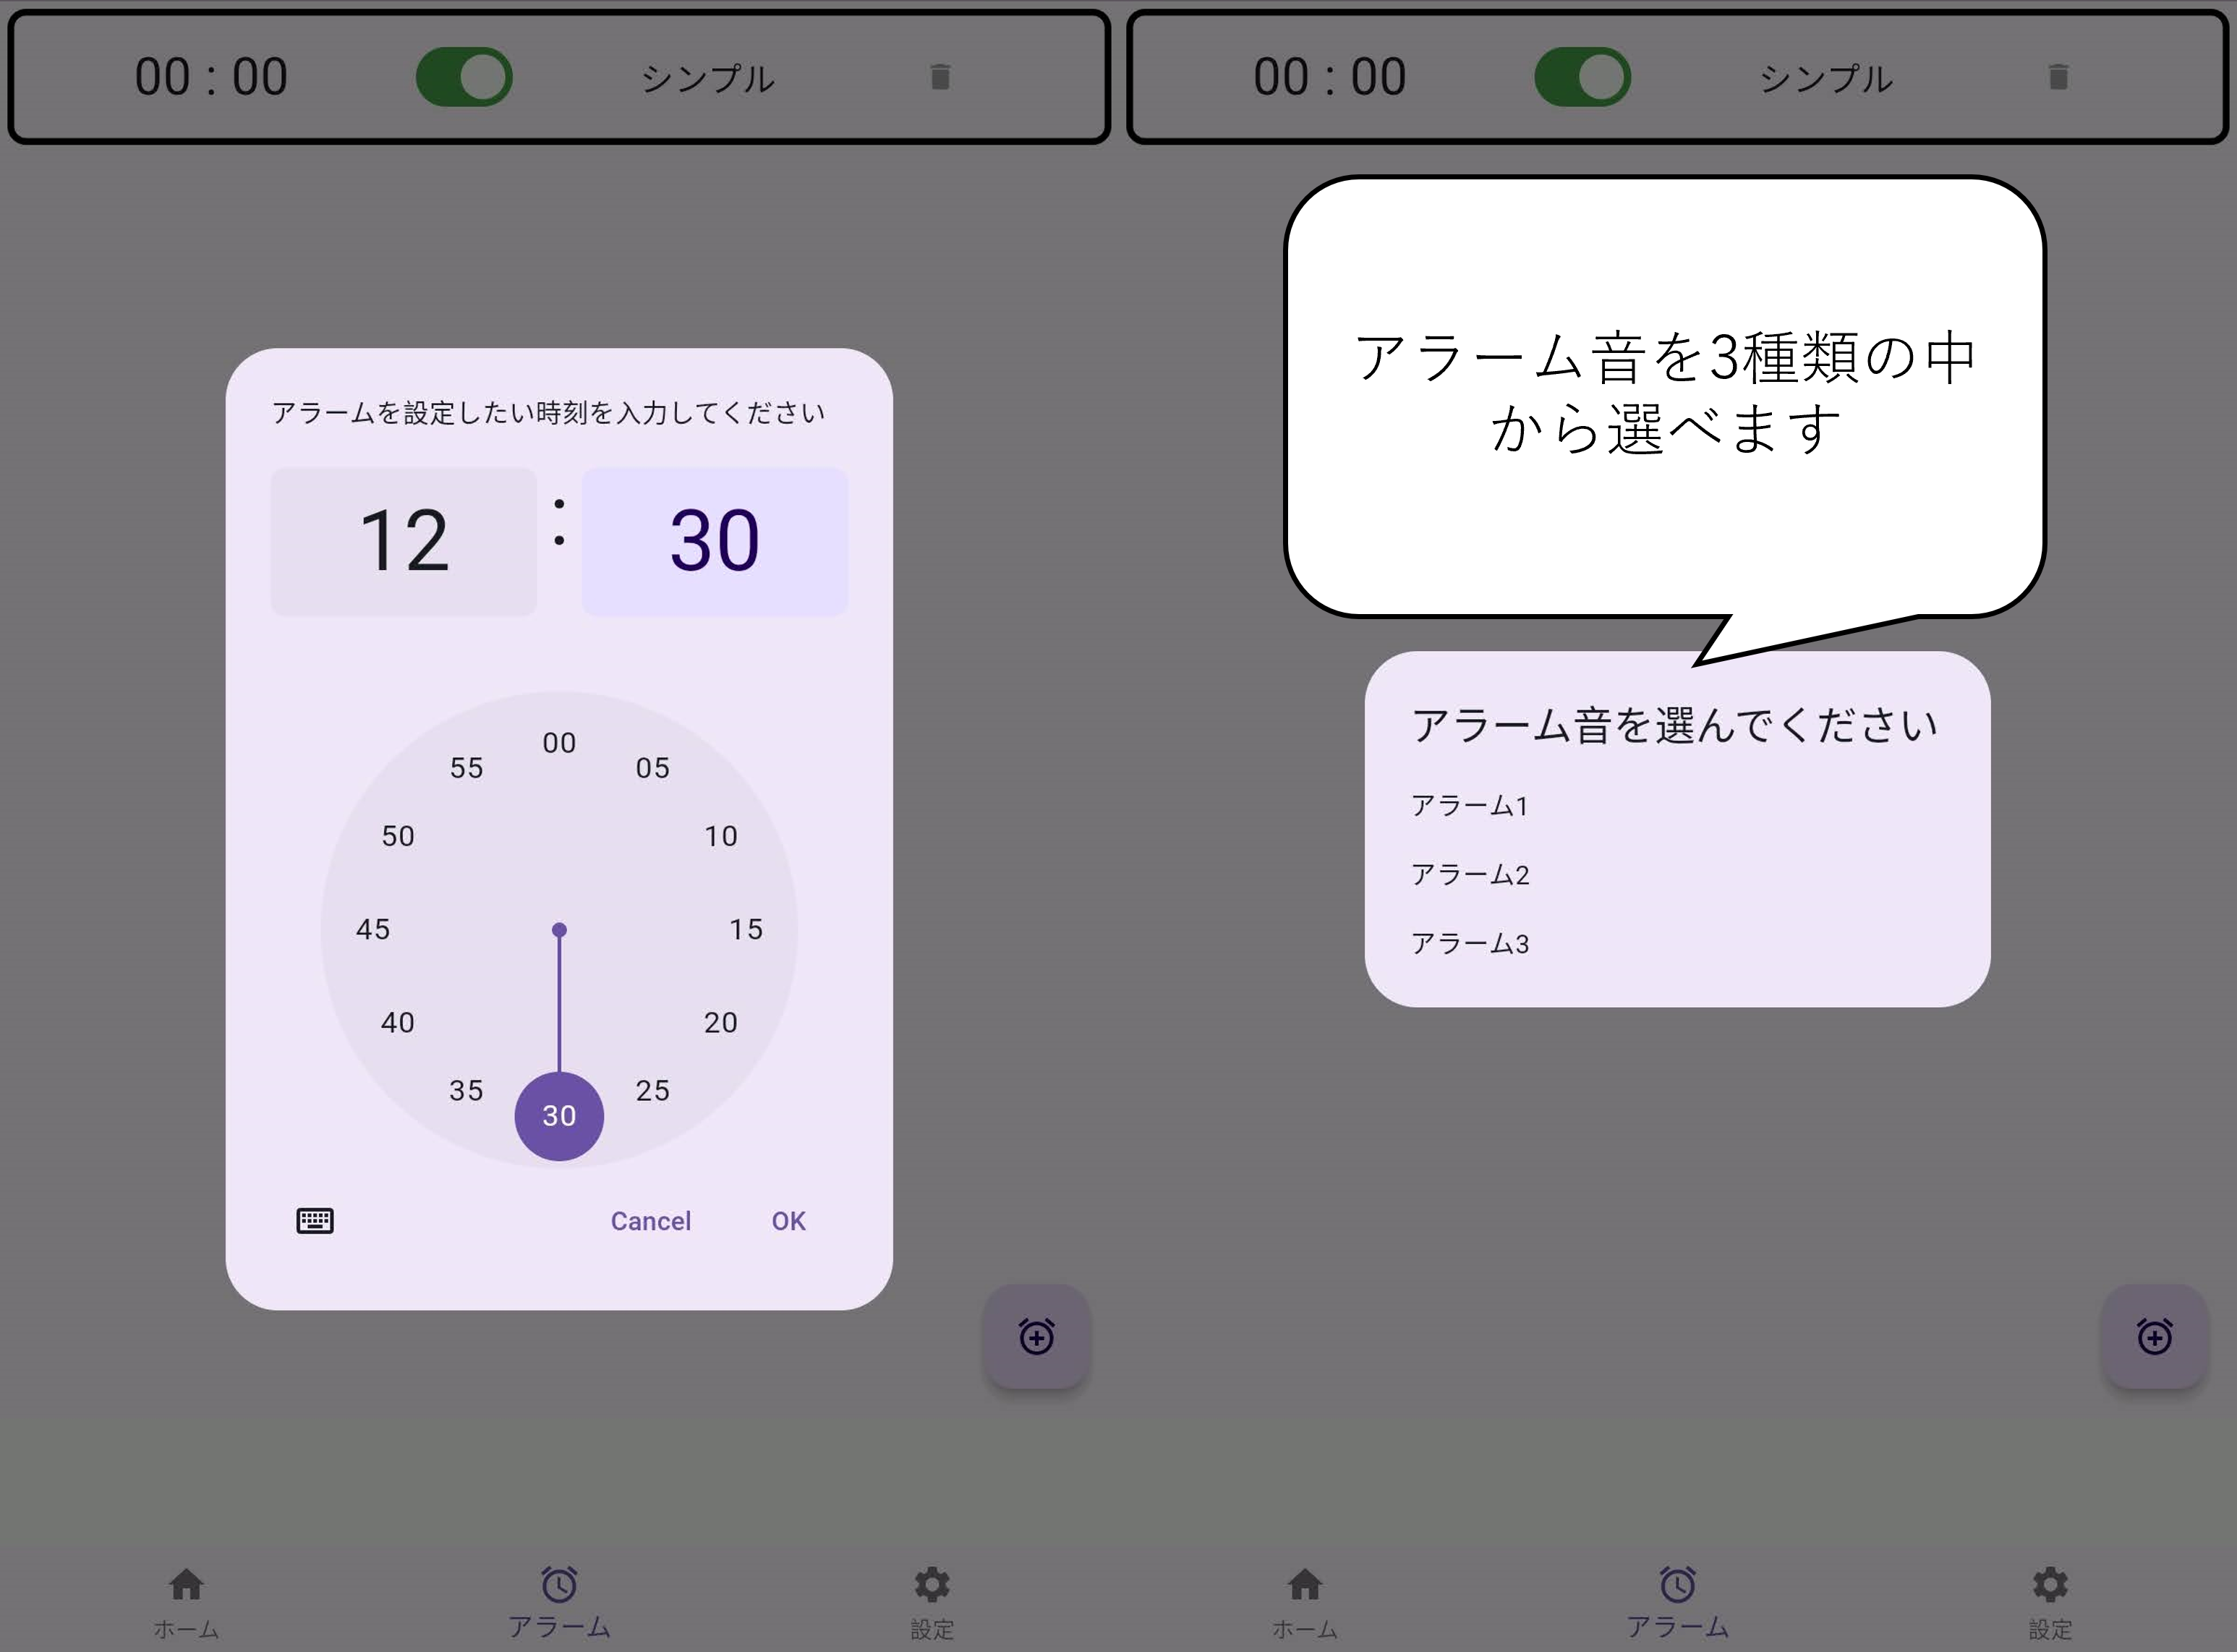 00 : 00 シンプル
アラームを設定したい時刻を入力してください
12 : 30
00
55 05
50 10
45 15
40 20
35 25
30
Cancel OK
ホーム アラーム 設定
00 : 00 シンプル
アラーム音を3種類の中
から選べます
アラーム音を選んでください
アラーム1
アラーム2
アラーム3
ホーム アラーム 設定